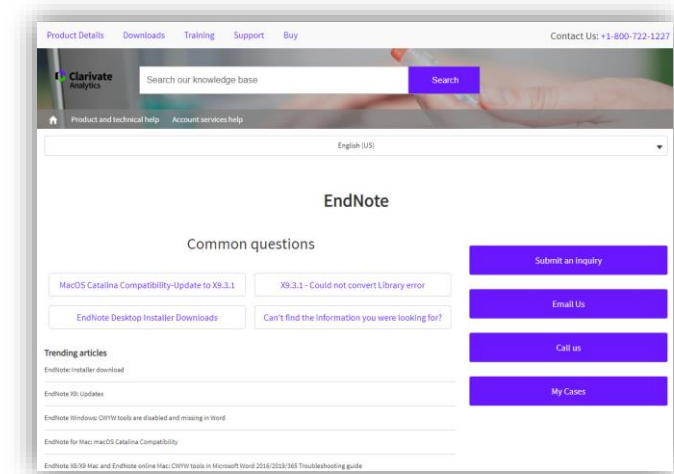 Product Details Downloads Training Support Buy Contact Us: +1-800-722-1227
Clarivate
Analytics
Search our knowledge base Search
Product and technical help Account services help
English (US)
EndNote
Common questions
Submit an inquiry
MacOS Catalina Compatibility-Update to X9.3.1 X9.3.1 - Could not convert Library error
Email Us
EndNote Desktop Installer Downloads Can't find the information you were looking for?
Trending articles
Call us
EndNote: Installer download
EndNote X9: Updates
My Cases
EndNote Windows: CWYW tools are disabled and missing in Word
EndNote for Mac: macOS Catalina Compatibility
EndNote X8/X9 Mac and EndNote online Mac: CWYW tools in Microsoft Word 2016/2019/365 Troubleshooting guide